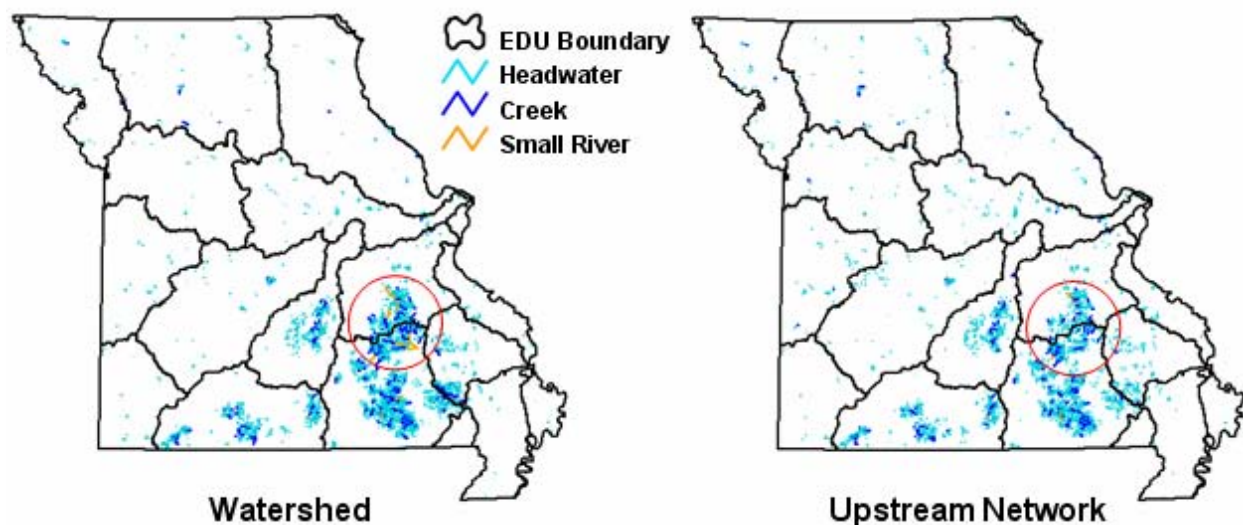 EDU Boundary
Headwater
Creek
Small River
Watershed
Upstream Network